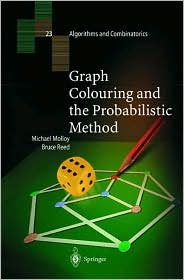 23
Algorithms and Combinatorics
Graph
Colouring and the
Probabilistic
Method
Michael Molloy
Bruce Reed
Springer